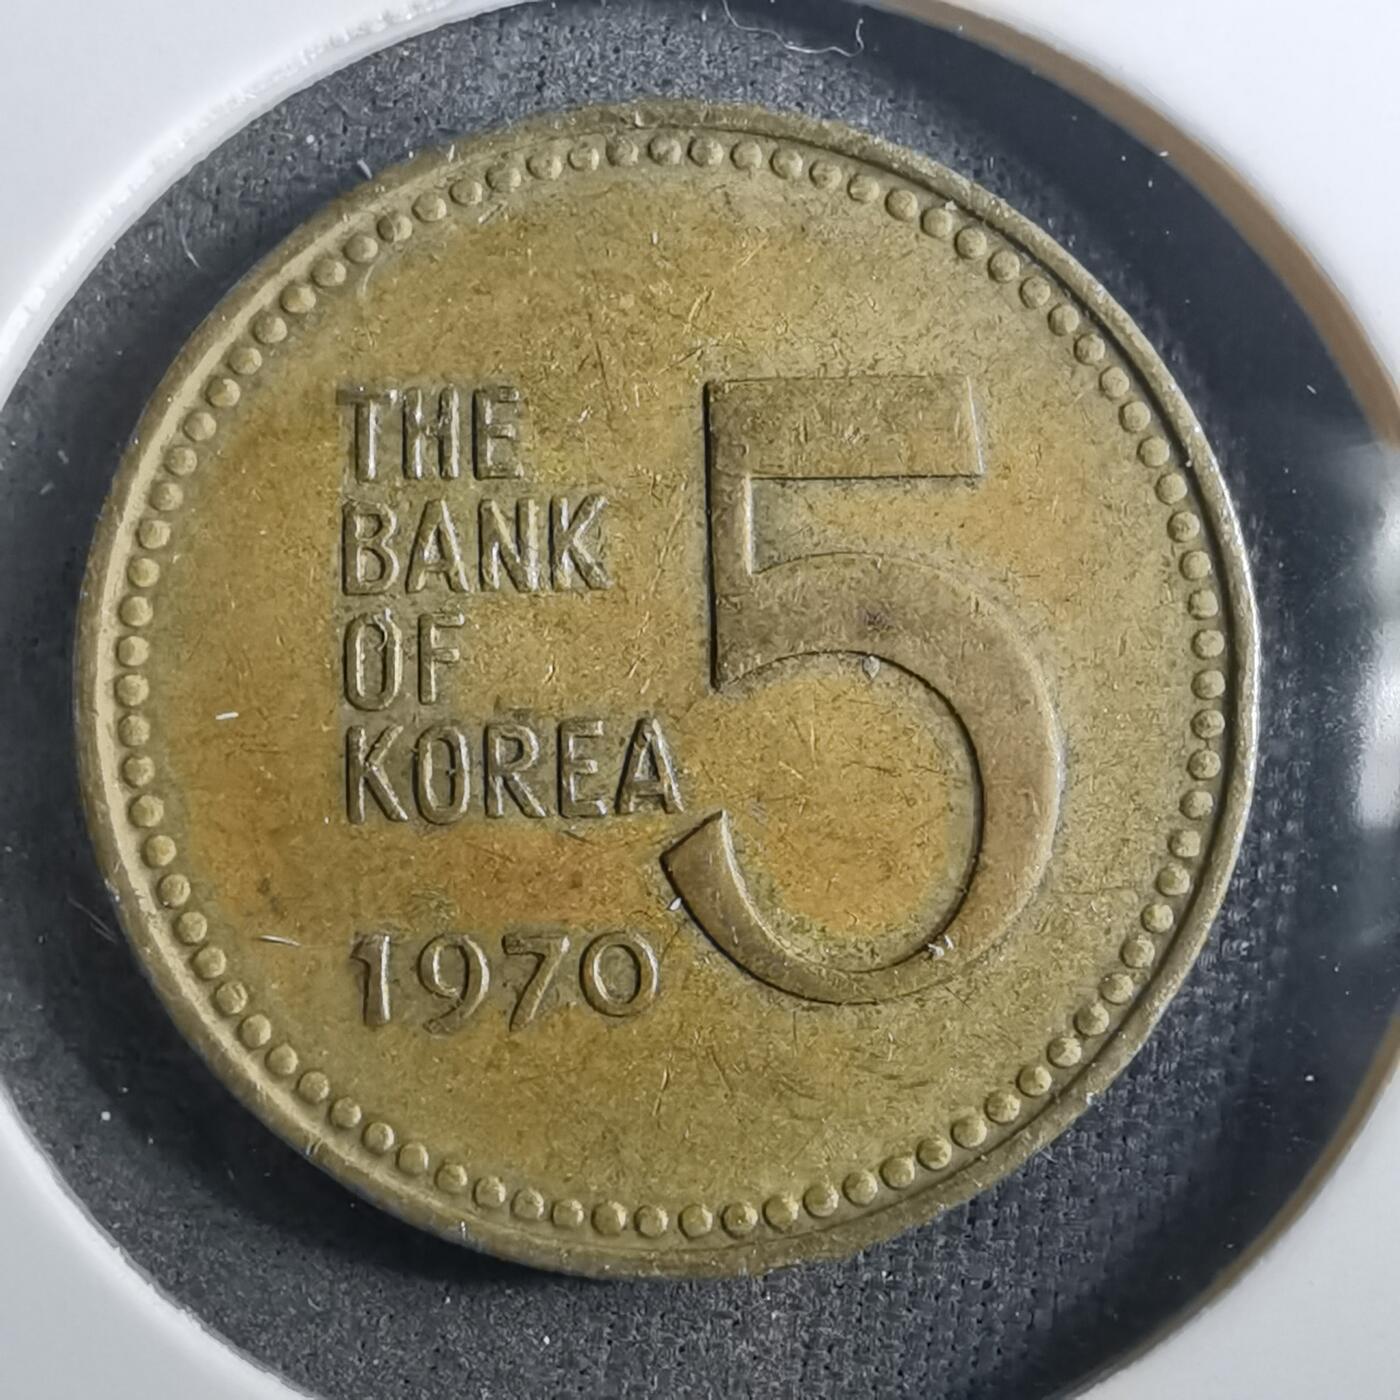 THE
BANK
OF
KOREA
1970
5